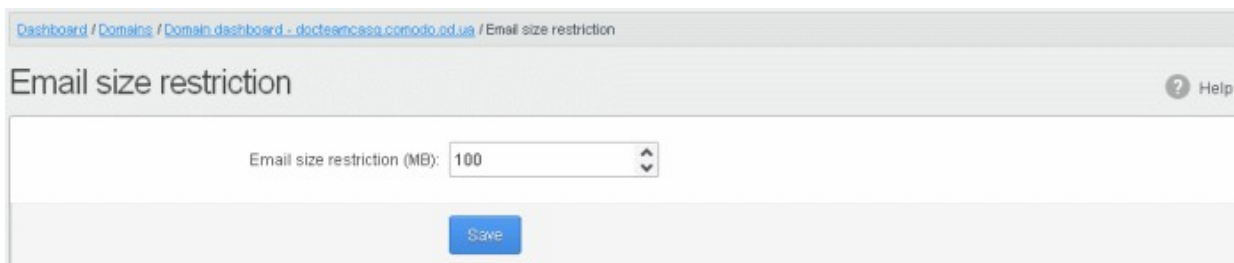 Dashboard / Domains / Domain dashboard - docteamcasg.comodo.od.ua / Email size restriction
Email size restriction
Help
Email size restriction (MB): 100
Save